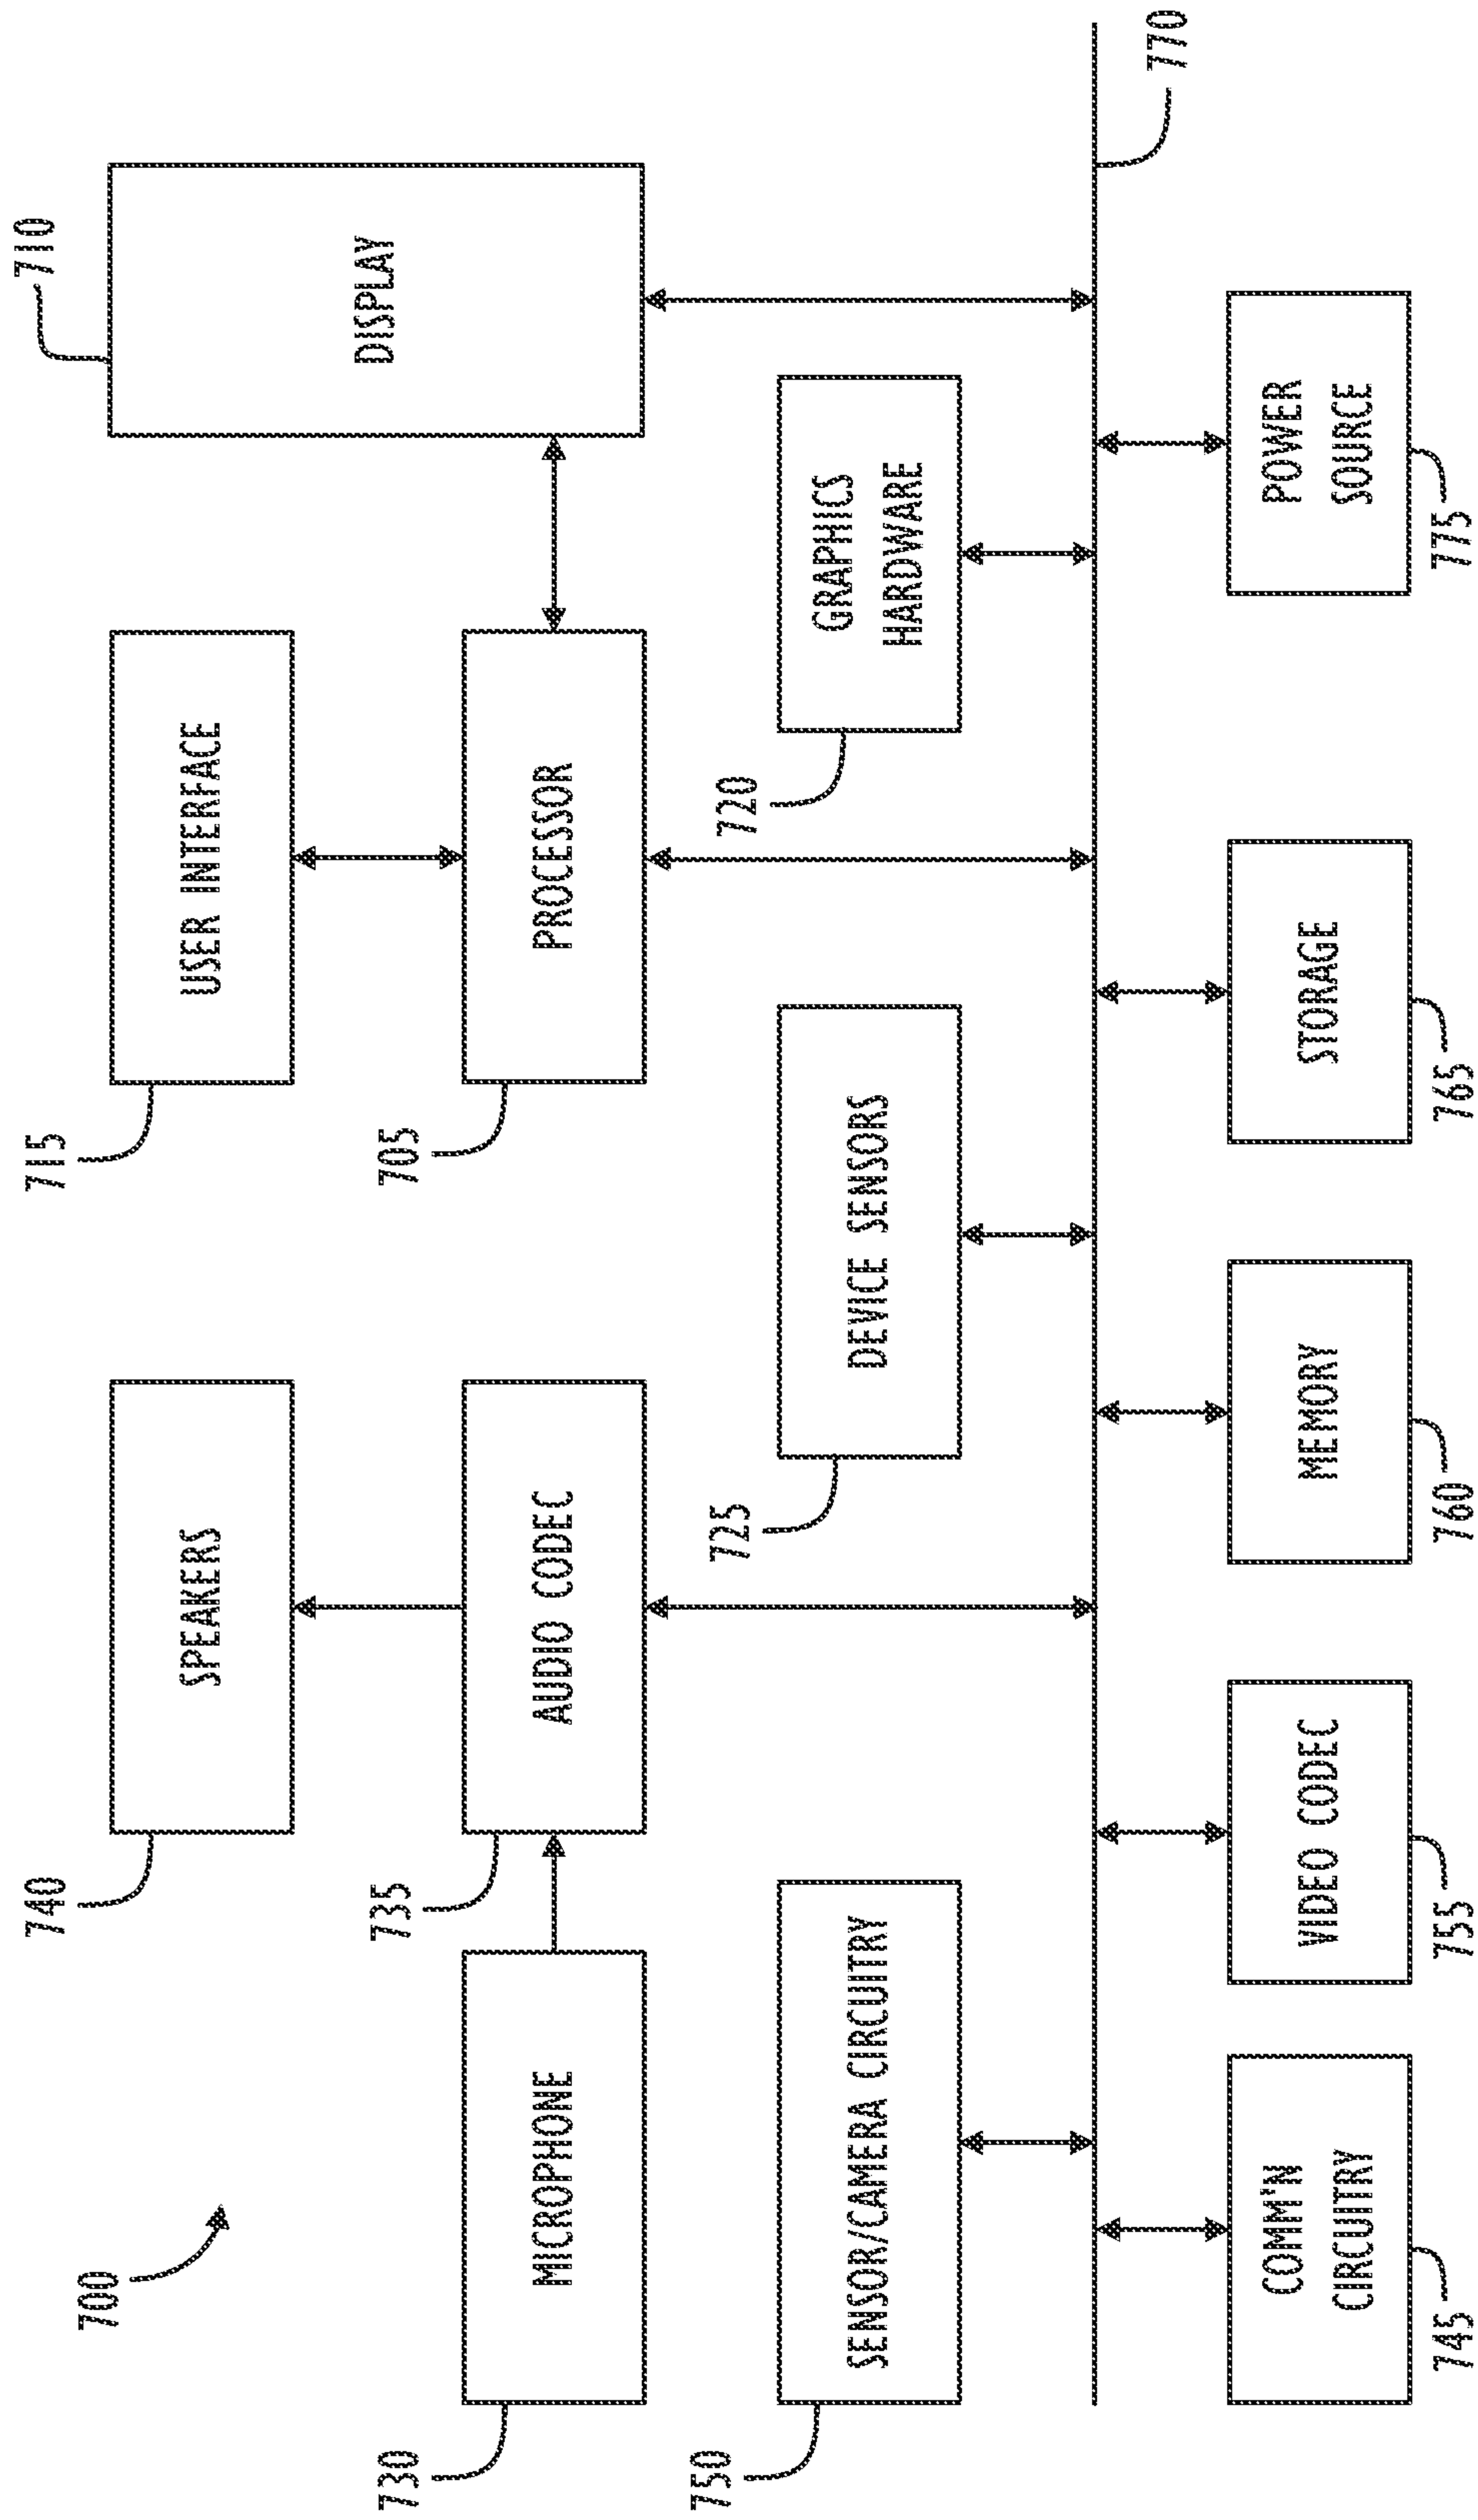 700
740
SPEAKERS
715
USER INTERFACE
710
DISPLAY
730
MICROPHONE
735
AUDIO CODEC
705
PROCESSOR
750
SENSOR/CAMERA CIRCUITRY
725
DEVICE SENSORS
720
GRAPHICS
HARDWARE
770
COMM'N
CIRCUITRY
745
VIDEO CODEC
755
MEMORY
760
STORAGE
765
POWER
SOURCE
775